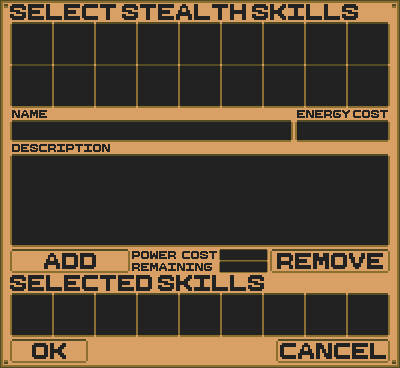 SELECT STEALTH SKILLS
NAME ENERGY COST
DESCRIPTION
ADD POWER COST REMOVE
REMAINING
SELECTED SKILLS
OK CANCEL